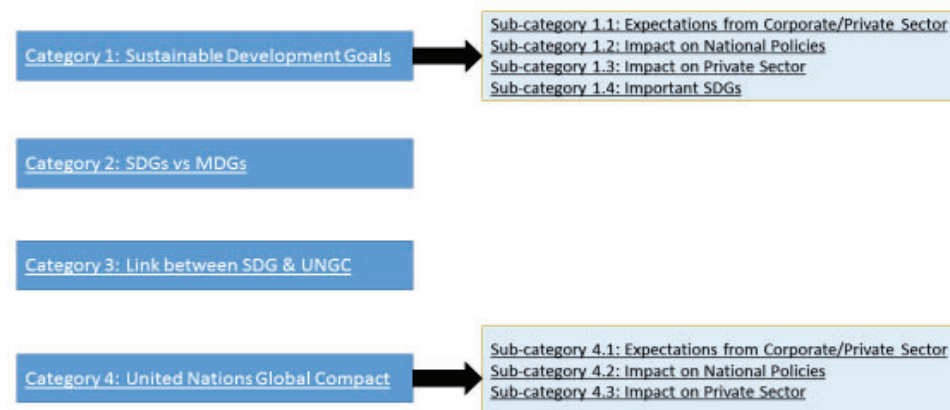 Category 1: Sustainable Development Goals
Sub-category 1.1: Expectations from Corporate/Private Sector
Sub-category 1.2: Impact on National Policies
Sub-category 1.3: Impact on Private Sector
Sub-category 1.4: Important SDGs
Category 2: SDGs vs MDGs
Category 3: Link between SDG & UNGC
Category 4: United Nations Global Compact
Sub-category 4.1: Expectations from Corporate/Private Sector
Sub-category 4.2: Impact on National Policies
Sub-category 4.3: Impact on Private Sector